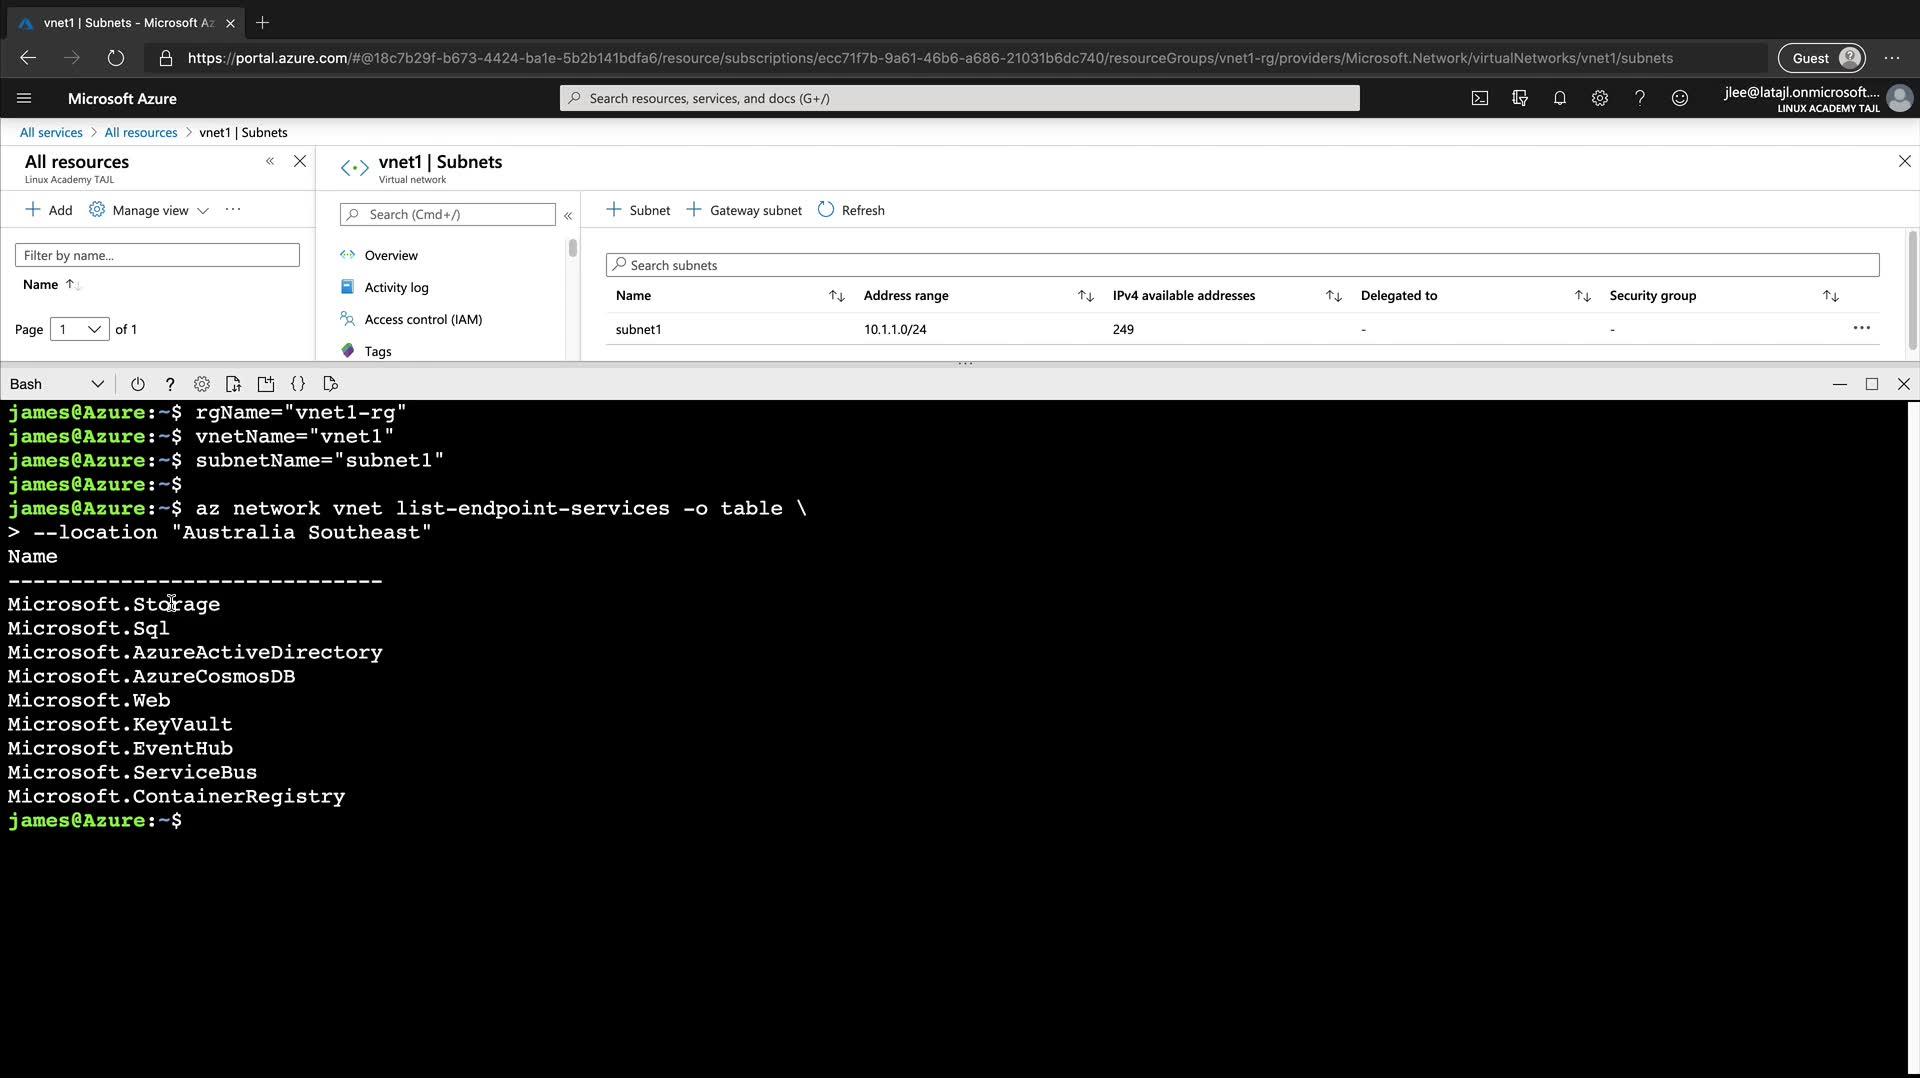 vnet1 | Subnets - Microsoft Az
https://portal.azure.com/#@18c7b29f-b673-4424-ba1e-5b2b141bdfa6/resource/subscriptions/ecc71f7b-9a61-46b6-a686-21031b6dc740/resourceGroups/vnet1-rg/providers/Microsoft.Network/virtualNetworks/vnet1/subnets
Guest
Microsoft Azure
Search resources, services, and docs (G+/)
jlee@latajl.onmicrosoft....
LINUX ACADEMY TAJL
All services > All resources > vnet1 | Subnets
All resources
Linux Academy TAJL
Add
Manage view
Filter by name...
Name
Page 1 of 1
vnet1 | Subnets
Virtual network
Search (Cmd+/)
Overview
Activity log
Access control (IAM)
Tags
Subnet
Gateway subnet
Refresh
Search subnets
Name Address range IPv4 available addresses Delegated to Security group
subnet1 10.1.1.0/24 249 - -
Bash
james@Azure:~$ rgName="vnet1-rg"
james@Azure:~$ vnetName="vnet1"
james@Azure:~$ subnetName="subnet1"
james@Azure:~$
james@Azure:~$ az network vnet list-endpoint-services -o table \
> --location "Australia Southeast"
Name
------------------------------
Microsoft.Storage
Microsoft.Sql
Microsoft.AzureActiveDirectory
Microsoft.AzureCosmosDB
Microsoft.Web
Microsoft.KeyVault
Microsoft.EventHub
Microsoft.ServiceBus
Microsoft.ContainerRegistry
james@Azure:~$